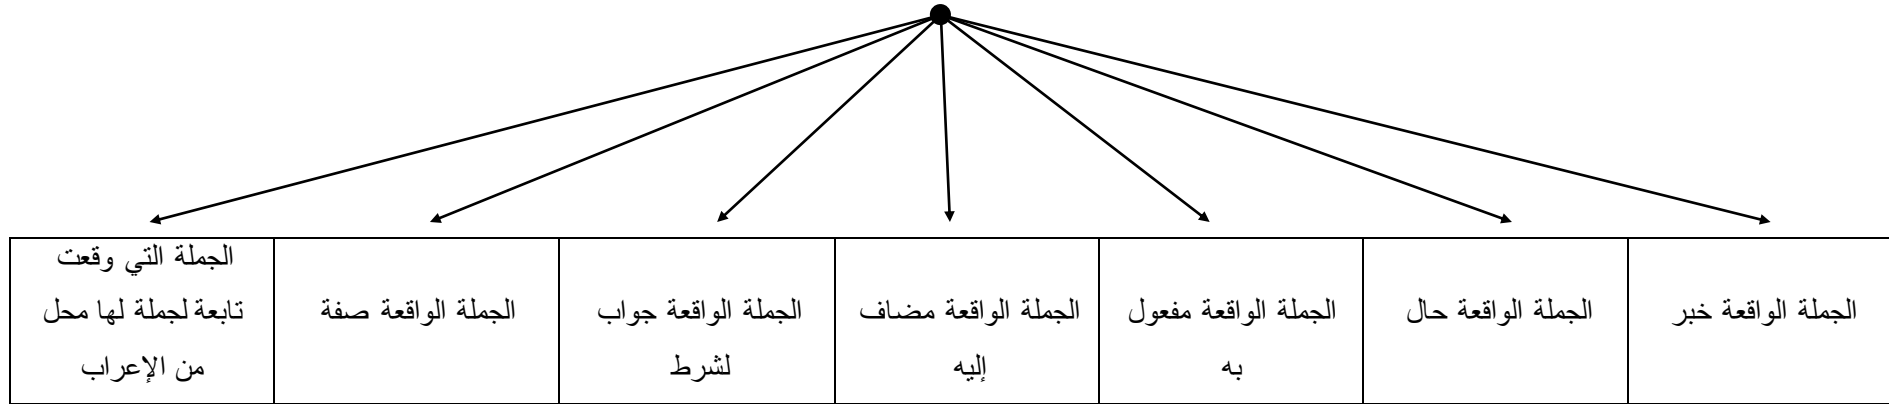 الجملة الواقعة خبر
الجملة الواقعة حال
الجملة الواقعة مفعول
به
الجملة الواقعة مضاف
إليه
الجملة الواقعة جواب
لشرط
الجملة الواقعة صفة
الجملة التي وقعت
تابعة لجملة لها محل
من الإعراب